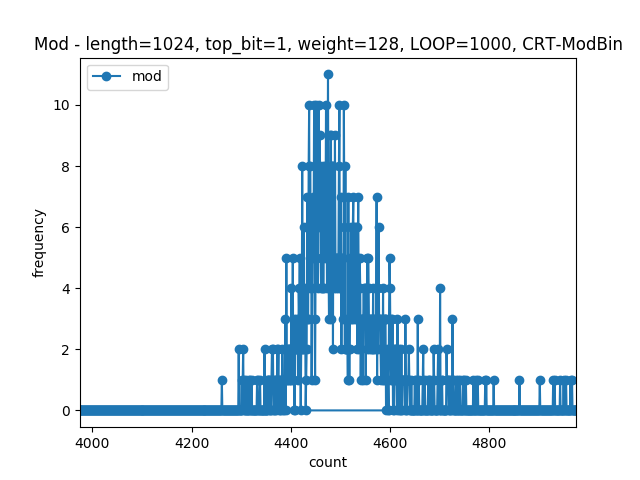 Mod - length=1024, top_bit=1, weight=128, LOOP=1000, CRT-ModBin
mod
10
8
6
4
2
0
frequency
4000 4200 4400 4600 4800
count